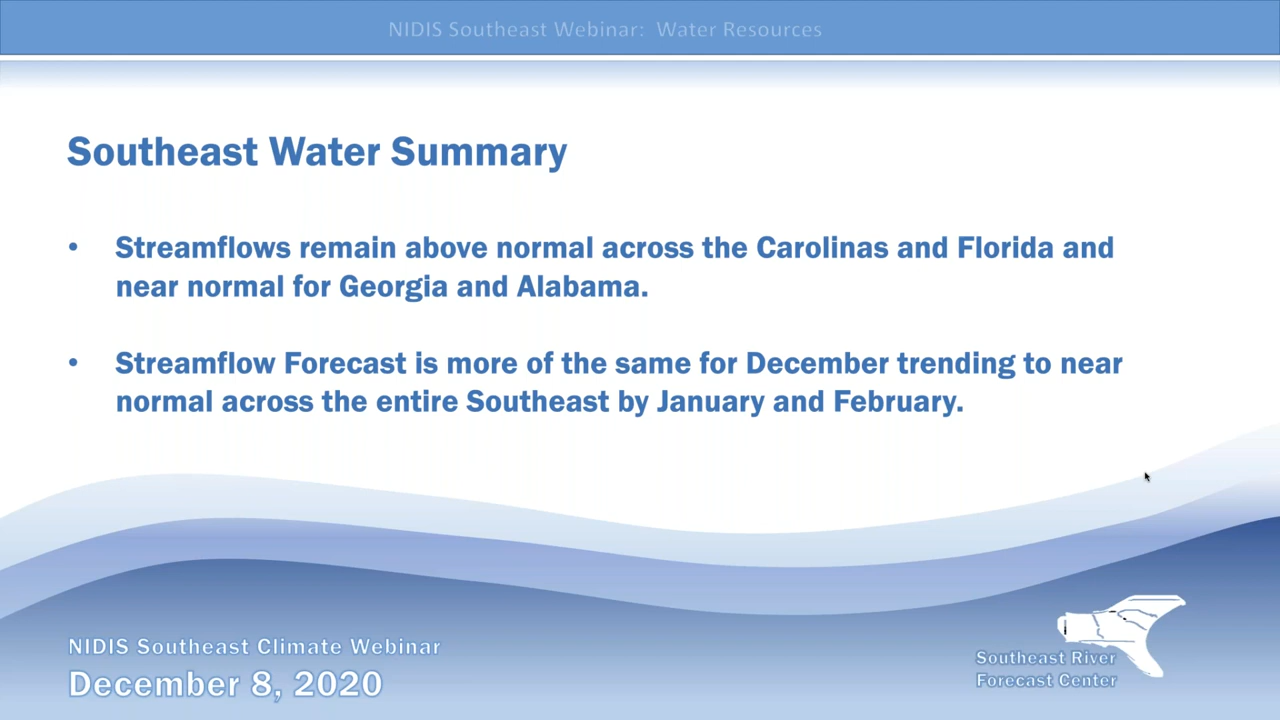 NIDIS Southeast Webinar: Water Resources
Southeast Water Summary
• Streamflows remain above normal across the Carolinas and Florida and
near normal for Georgia and Alabama.
• Streamflow Forecast is more of the same for December trending to near
normal across the entire Southeast by January and February.
NIDIS Southeast Climate Webinar
December 8, 2020
Southeast River
Forecast Center